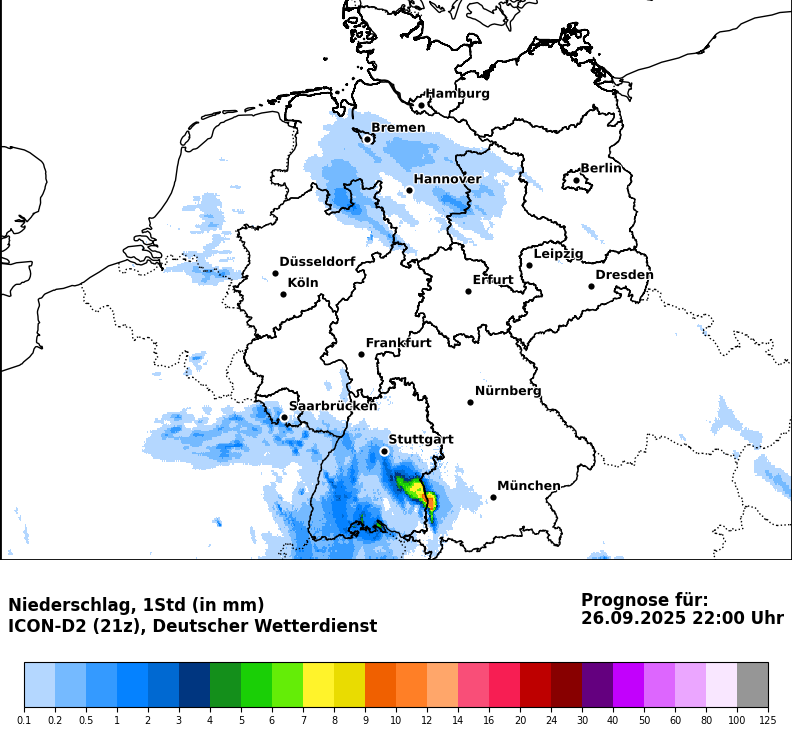 Hamburg
Bremen
Berlin
Hannover
Leipzig
Düsseldorf
Dresden
Köln
Erfurt
Frankfurt
Nürnberg
Saarbrücken
Stuttgart
München
Niederschlag, 1Std (in mm)
ICON-D2 (21z), Deutscher Wetterdienst
Prognose für:
26.09.2025 22:00 Uhr
0.1 0.2 0.5 1 2 3 4 5 6 7 8 9 10 12 14 16 20 24 30 40 50 60 80 100 125